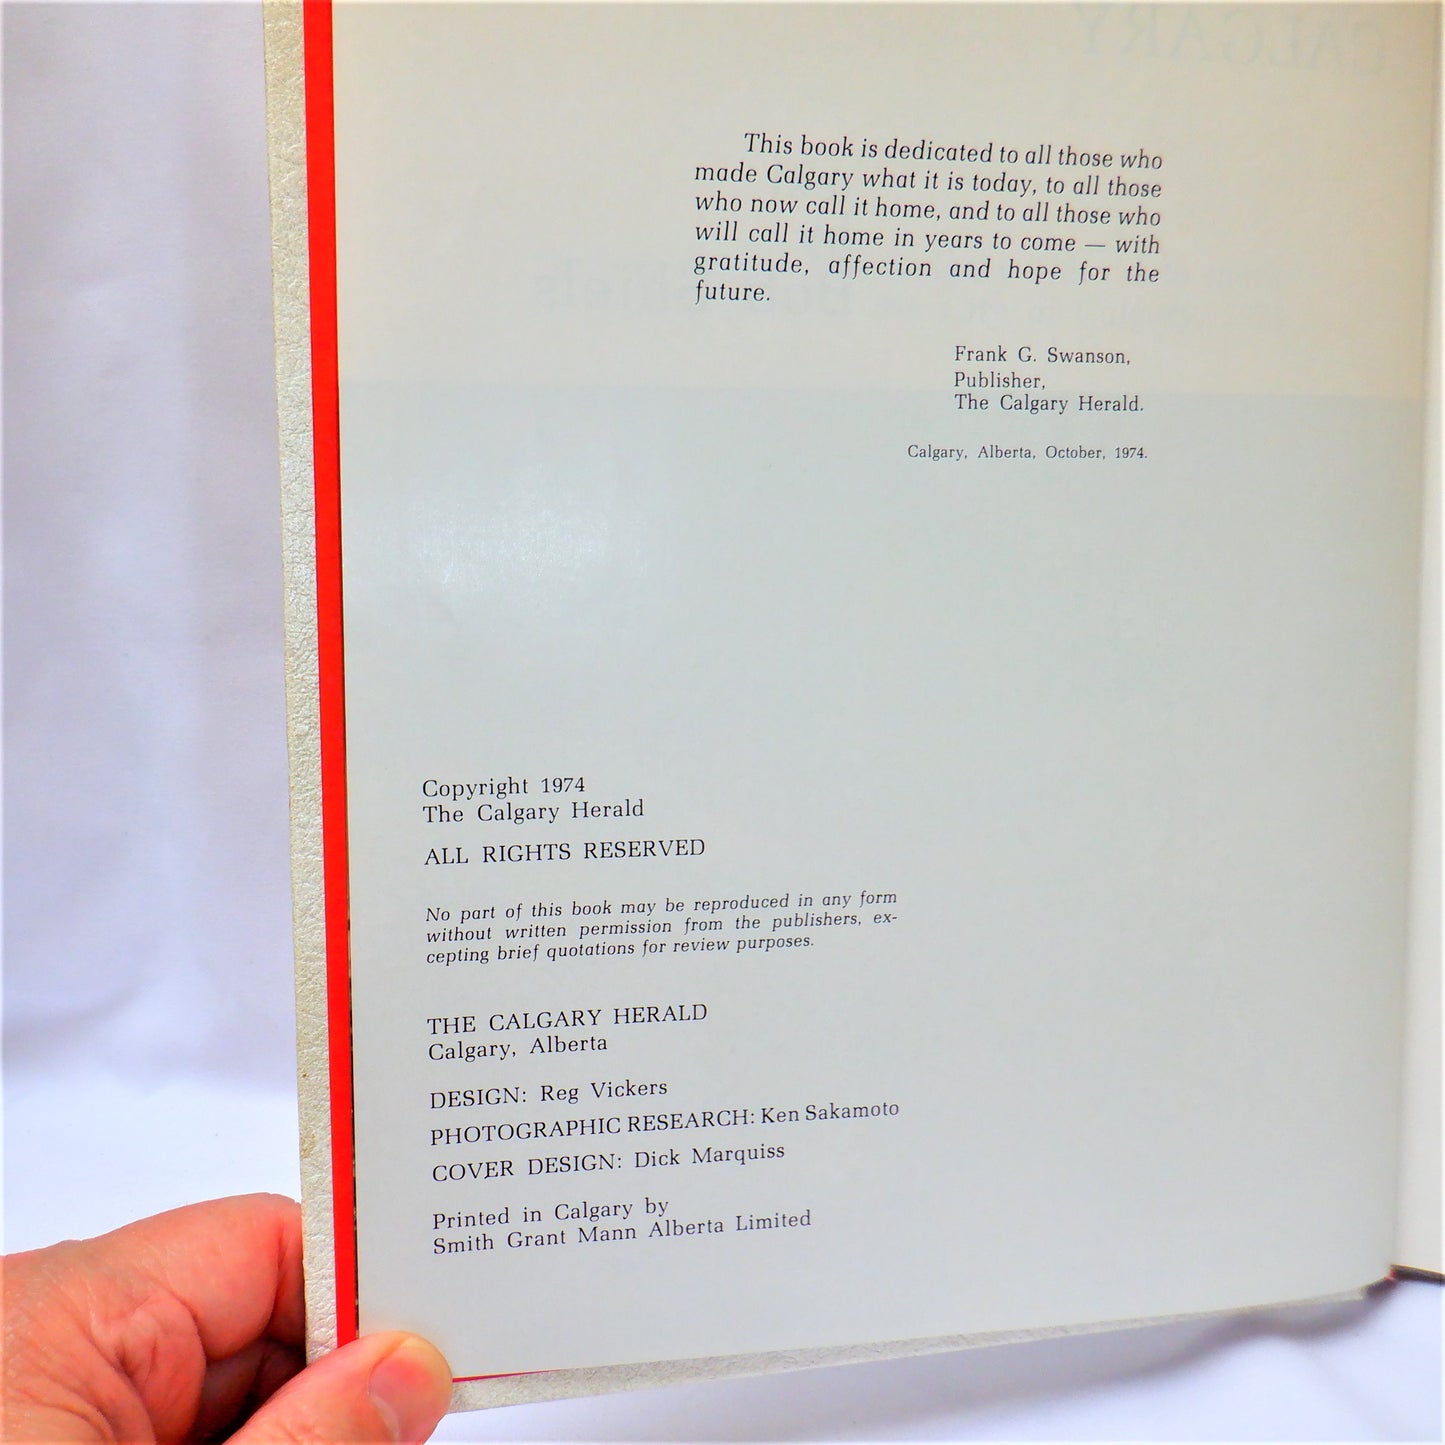 This book is dedicated to all those who
made Calgary what it is today, to all those
who now call it home, and to all those who
will call it home in years to come — with
gratitude, affection and hope for the
future.
Frank G. Swanson,
Publisher,
The Calgary Herald.
Calgary, Alberta, October, 1974.
Copyright 1974
The Calgary Herald
ALL RIGHTS RESERVED
No part of this book may be reproduced in any form
without written permission from the publishers, ex-
cepting brief quotations for review purposes.
THE CALGARY HERALD
Calgary, Alberta
DESIGN: Reg Vickers
PHOTOGRAPHIC RESEARCH: Ken Sakamoto
COVER DESIGN: Dick Marquiss
Printed in Calgary by
Smith Grant Mann Alberta Limited